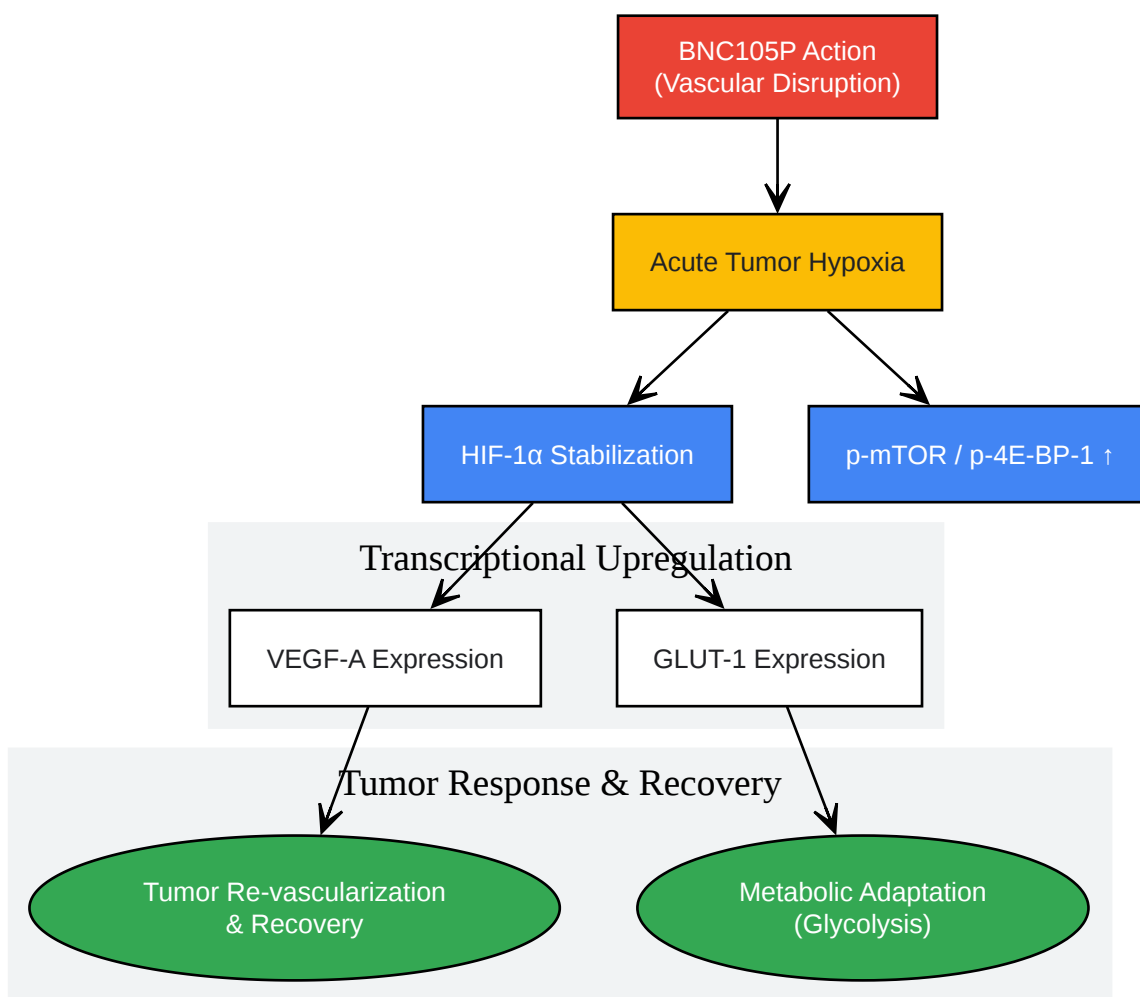 BNC105P Action
(Vascular Disruption)
Acute Tumor Hypoxia
HIF-1α Stabilization
p-mTOR / p-4E-BP-1 ↑
Transcriptional Upregulation
VEGF-A Expression
GLUT-1 Expression
Tumor Response & Recovery
Tumor Re-vascularization
& Recovery
Metabolic Adaptation
(Glycolysis)